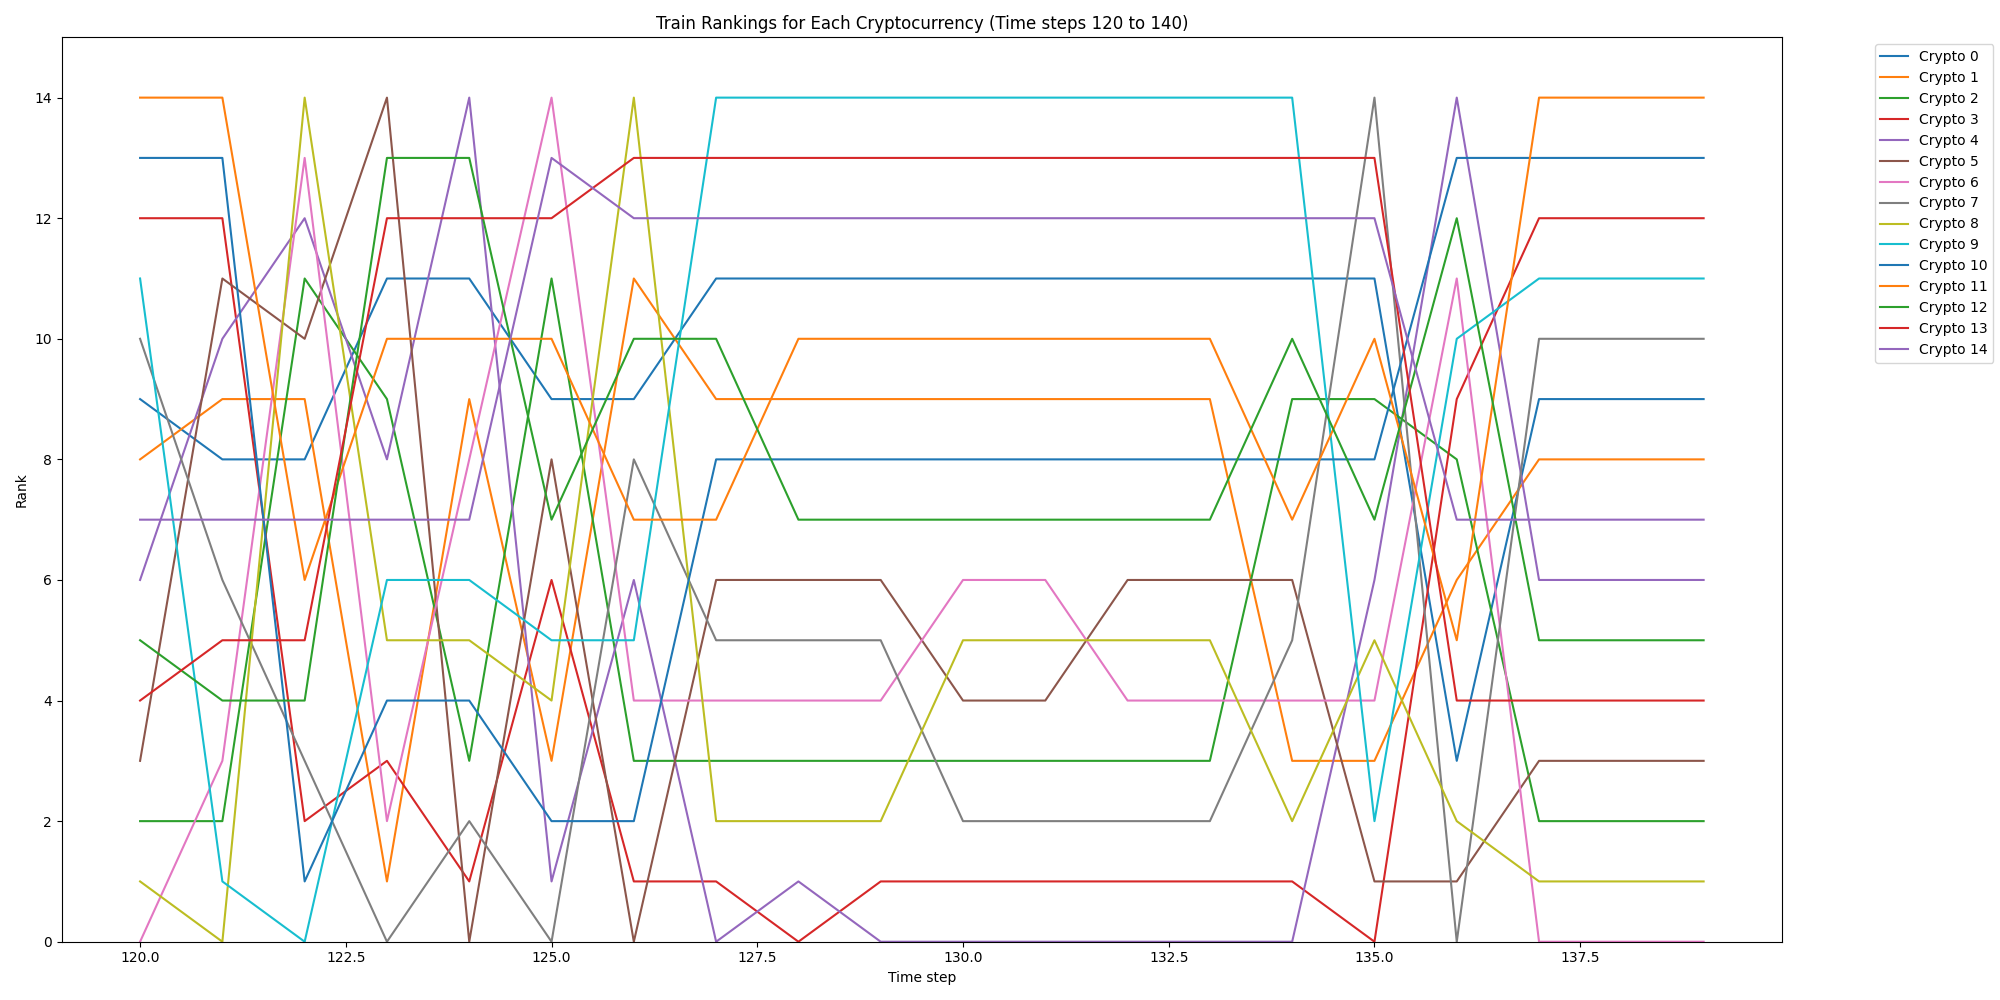 Train Rankings for Each Cryptocurrency (Time steps 120 to 140)
Crypto 0
Crypto 1
Crypto 2
Crypto 3
Crypto 4
Crypto 5
Crypto 6
Crypto 7
Crypto 8
Crypto 9
Crypto 10
Crypto 11
Crypto 12
Crypto 13
Crypto 14
Rank
14
12
10
8
6
4
2
0
120.0 122.5 125.0 127.5 130.0 132.5 135.0 137.5
Time step